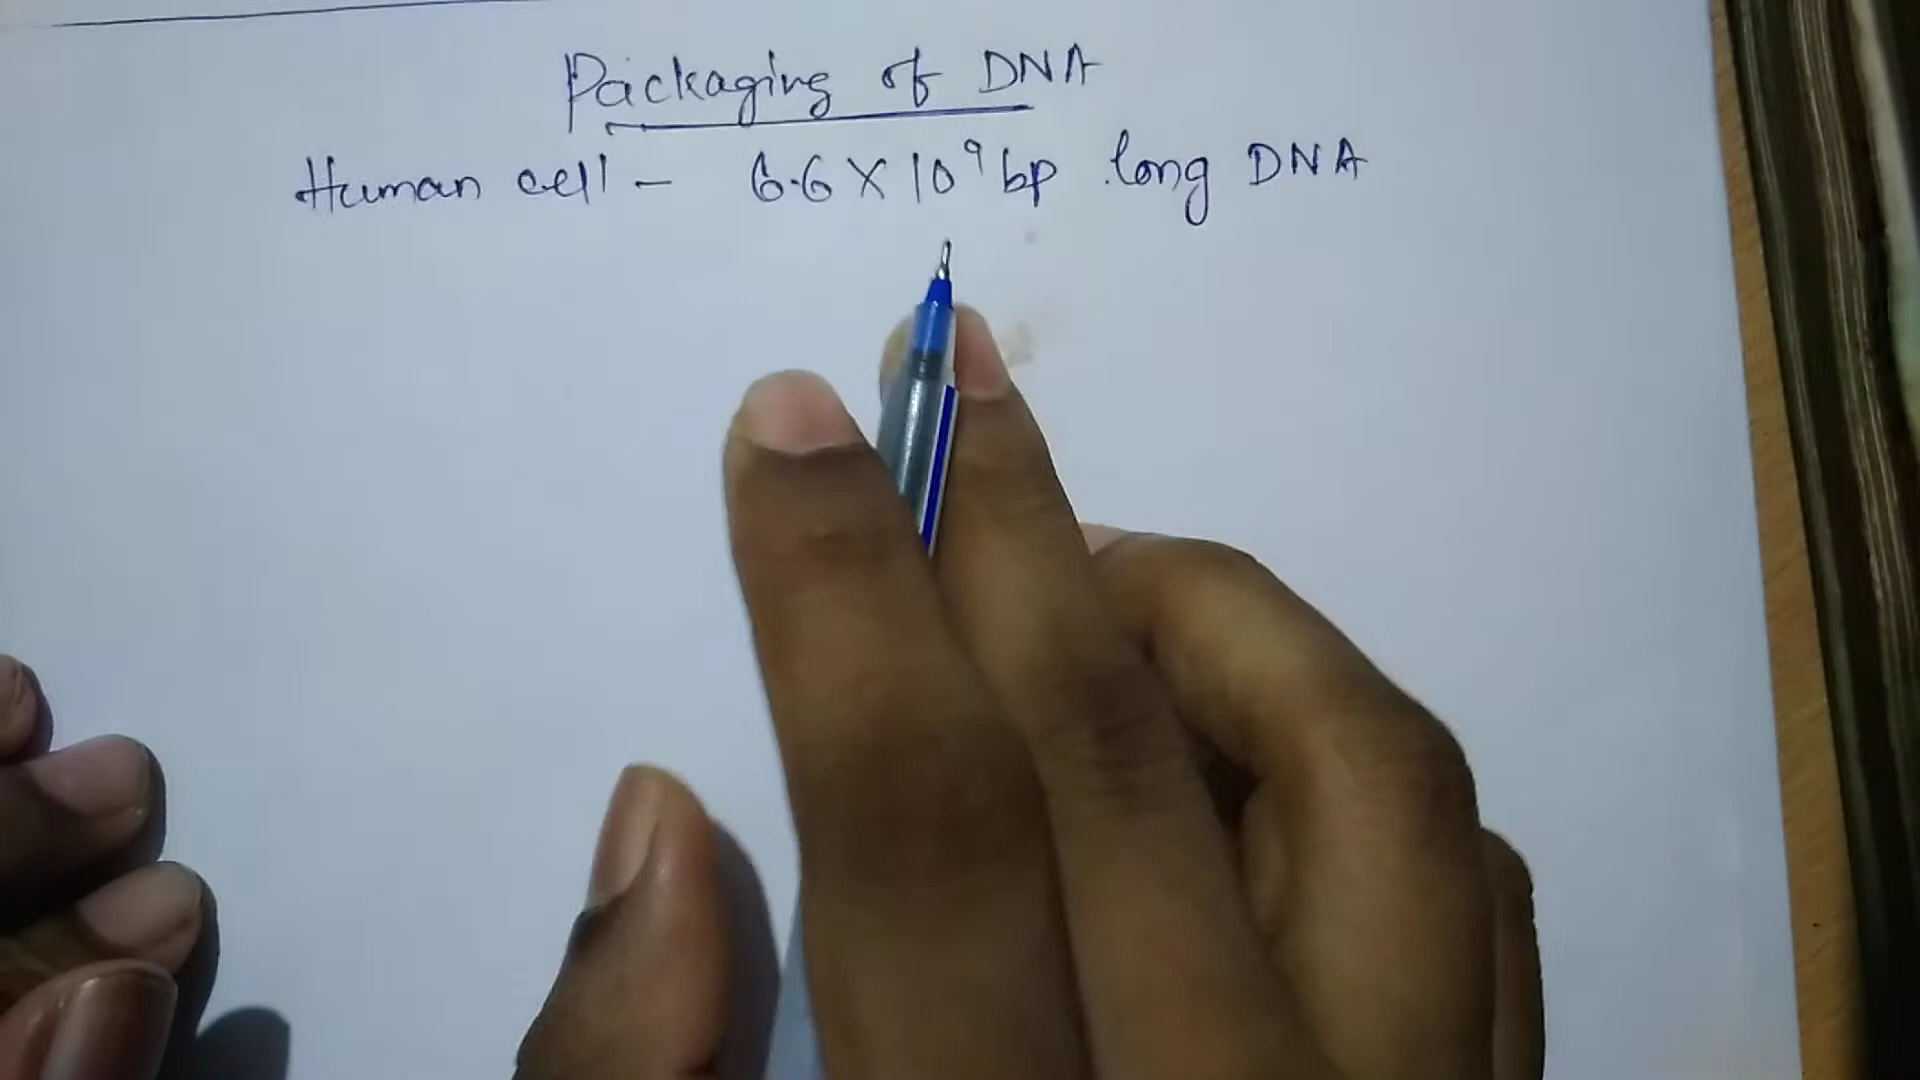 Packaging of DNA
Human cell - 6.6 X 10⁹ bp long DNA